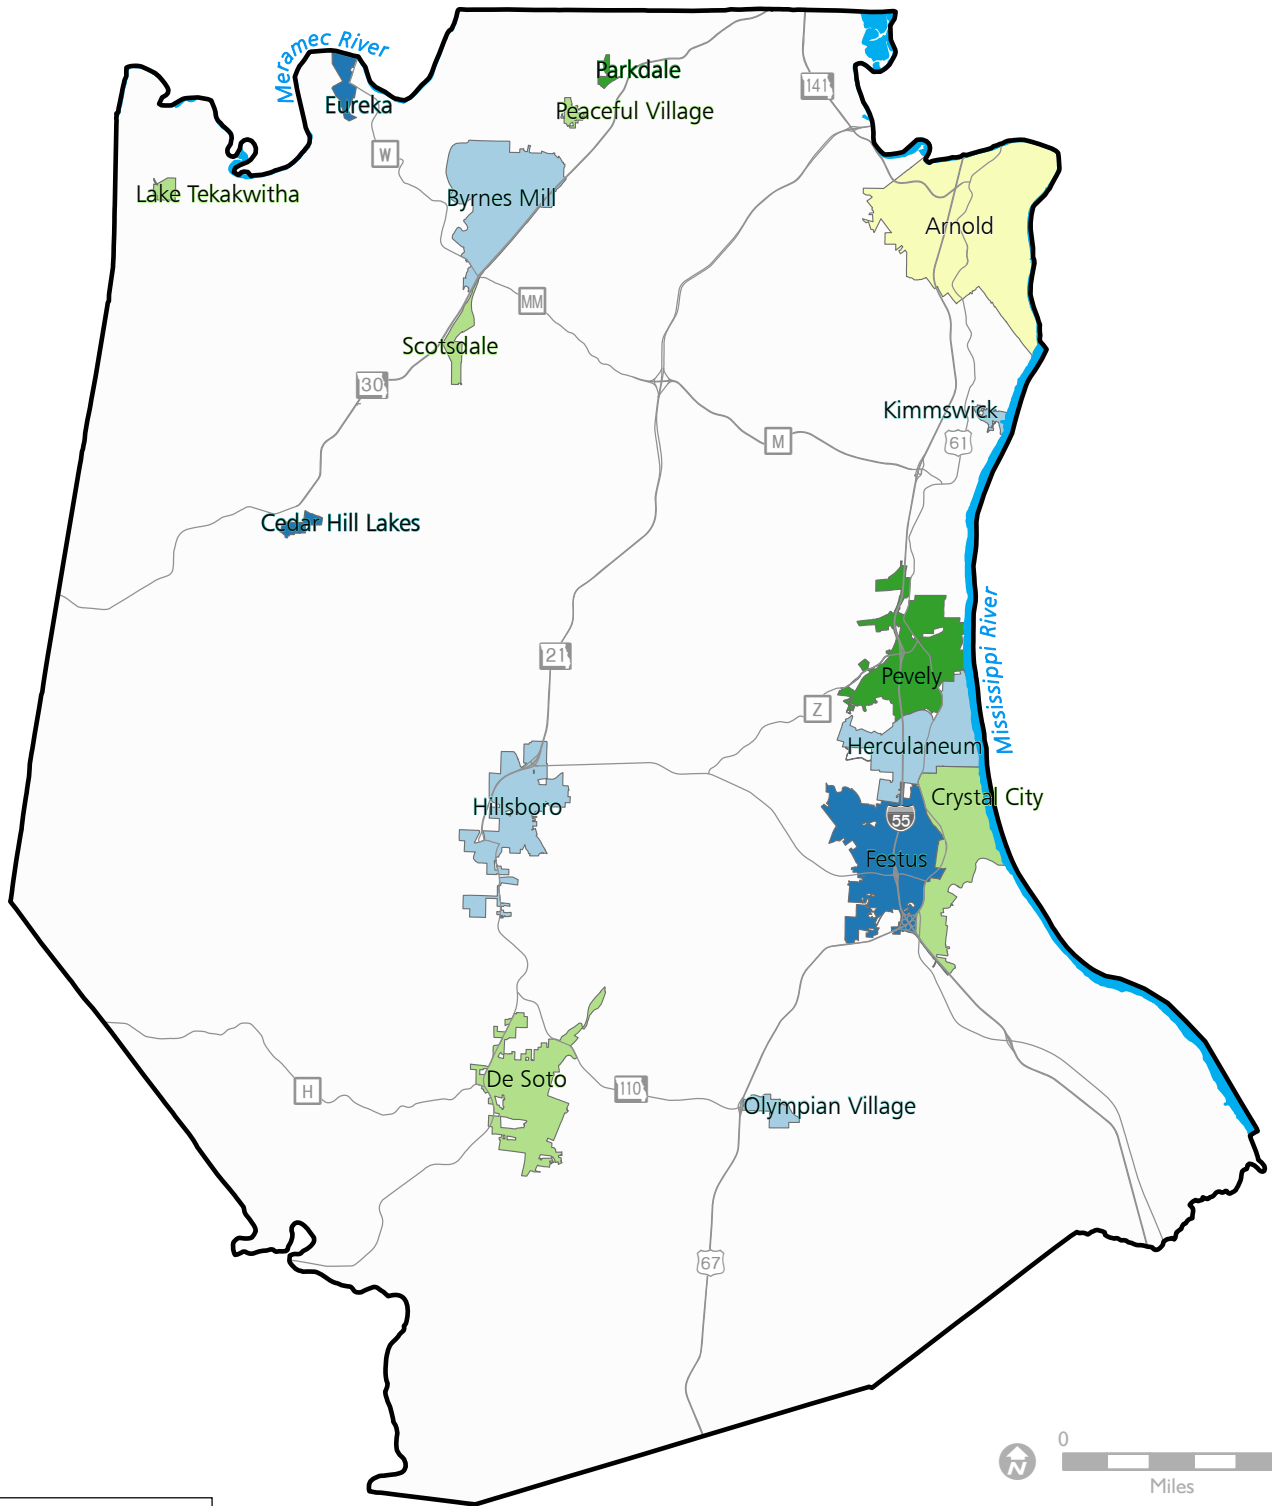 Meramec River
Parkdale
141
Eureka
Peaceful Village
W
Lake Tekakwitha
Byrnes Mill
Arnold
MM
Scotsdale
30
Kimmswick
M
61
Cedar Hill Lakes
Mississippi River
21
Pevely
Z
Herculaneum
Crystal City
Hillsboro
55
Festus
De Soto
H
110
Olympian Village
67
0
N
Miles